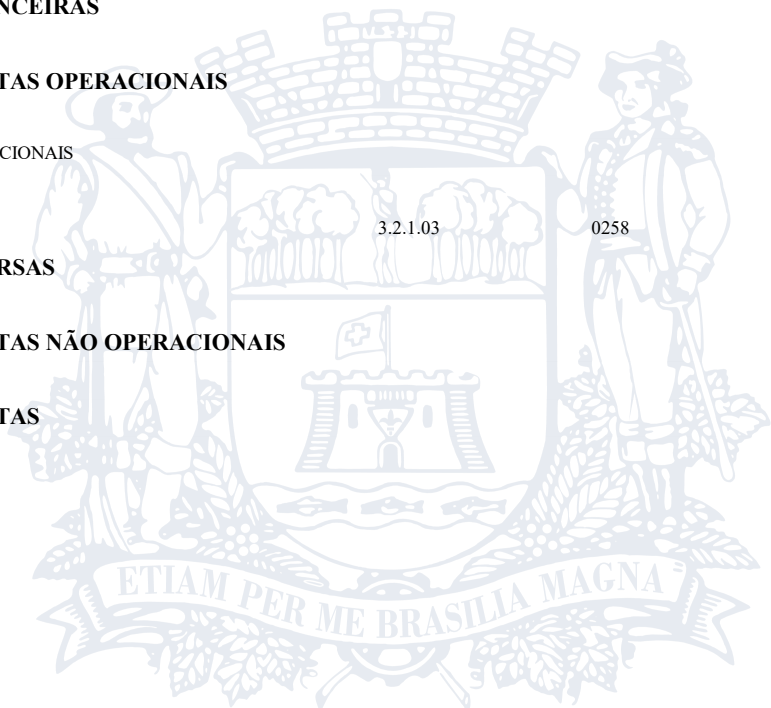 NCEIRAS
TAS OPERACIONAIS
CIONAIS
3.2.1.03 0258
RSAS
TAS NÃO OPERACIONAIS
TAS
ETIAM PER ME BRASILIA MAGNA